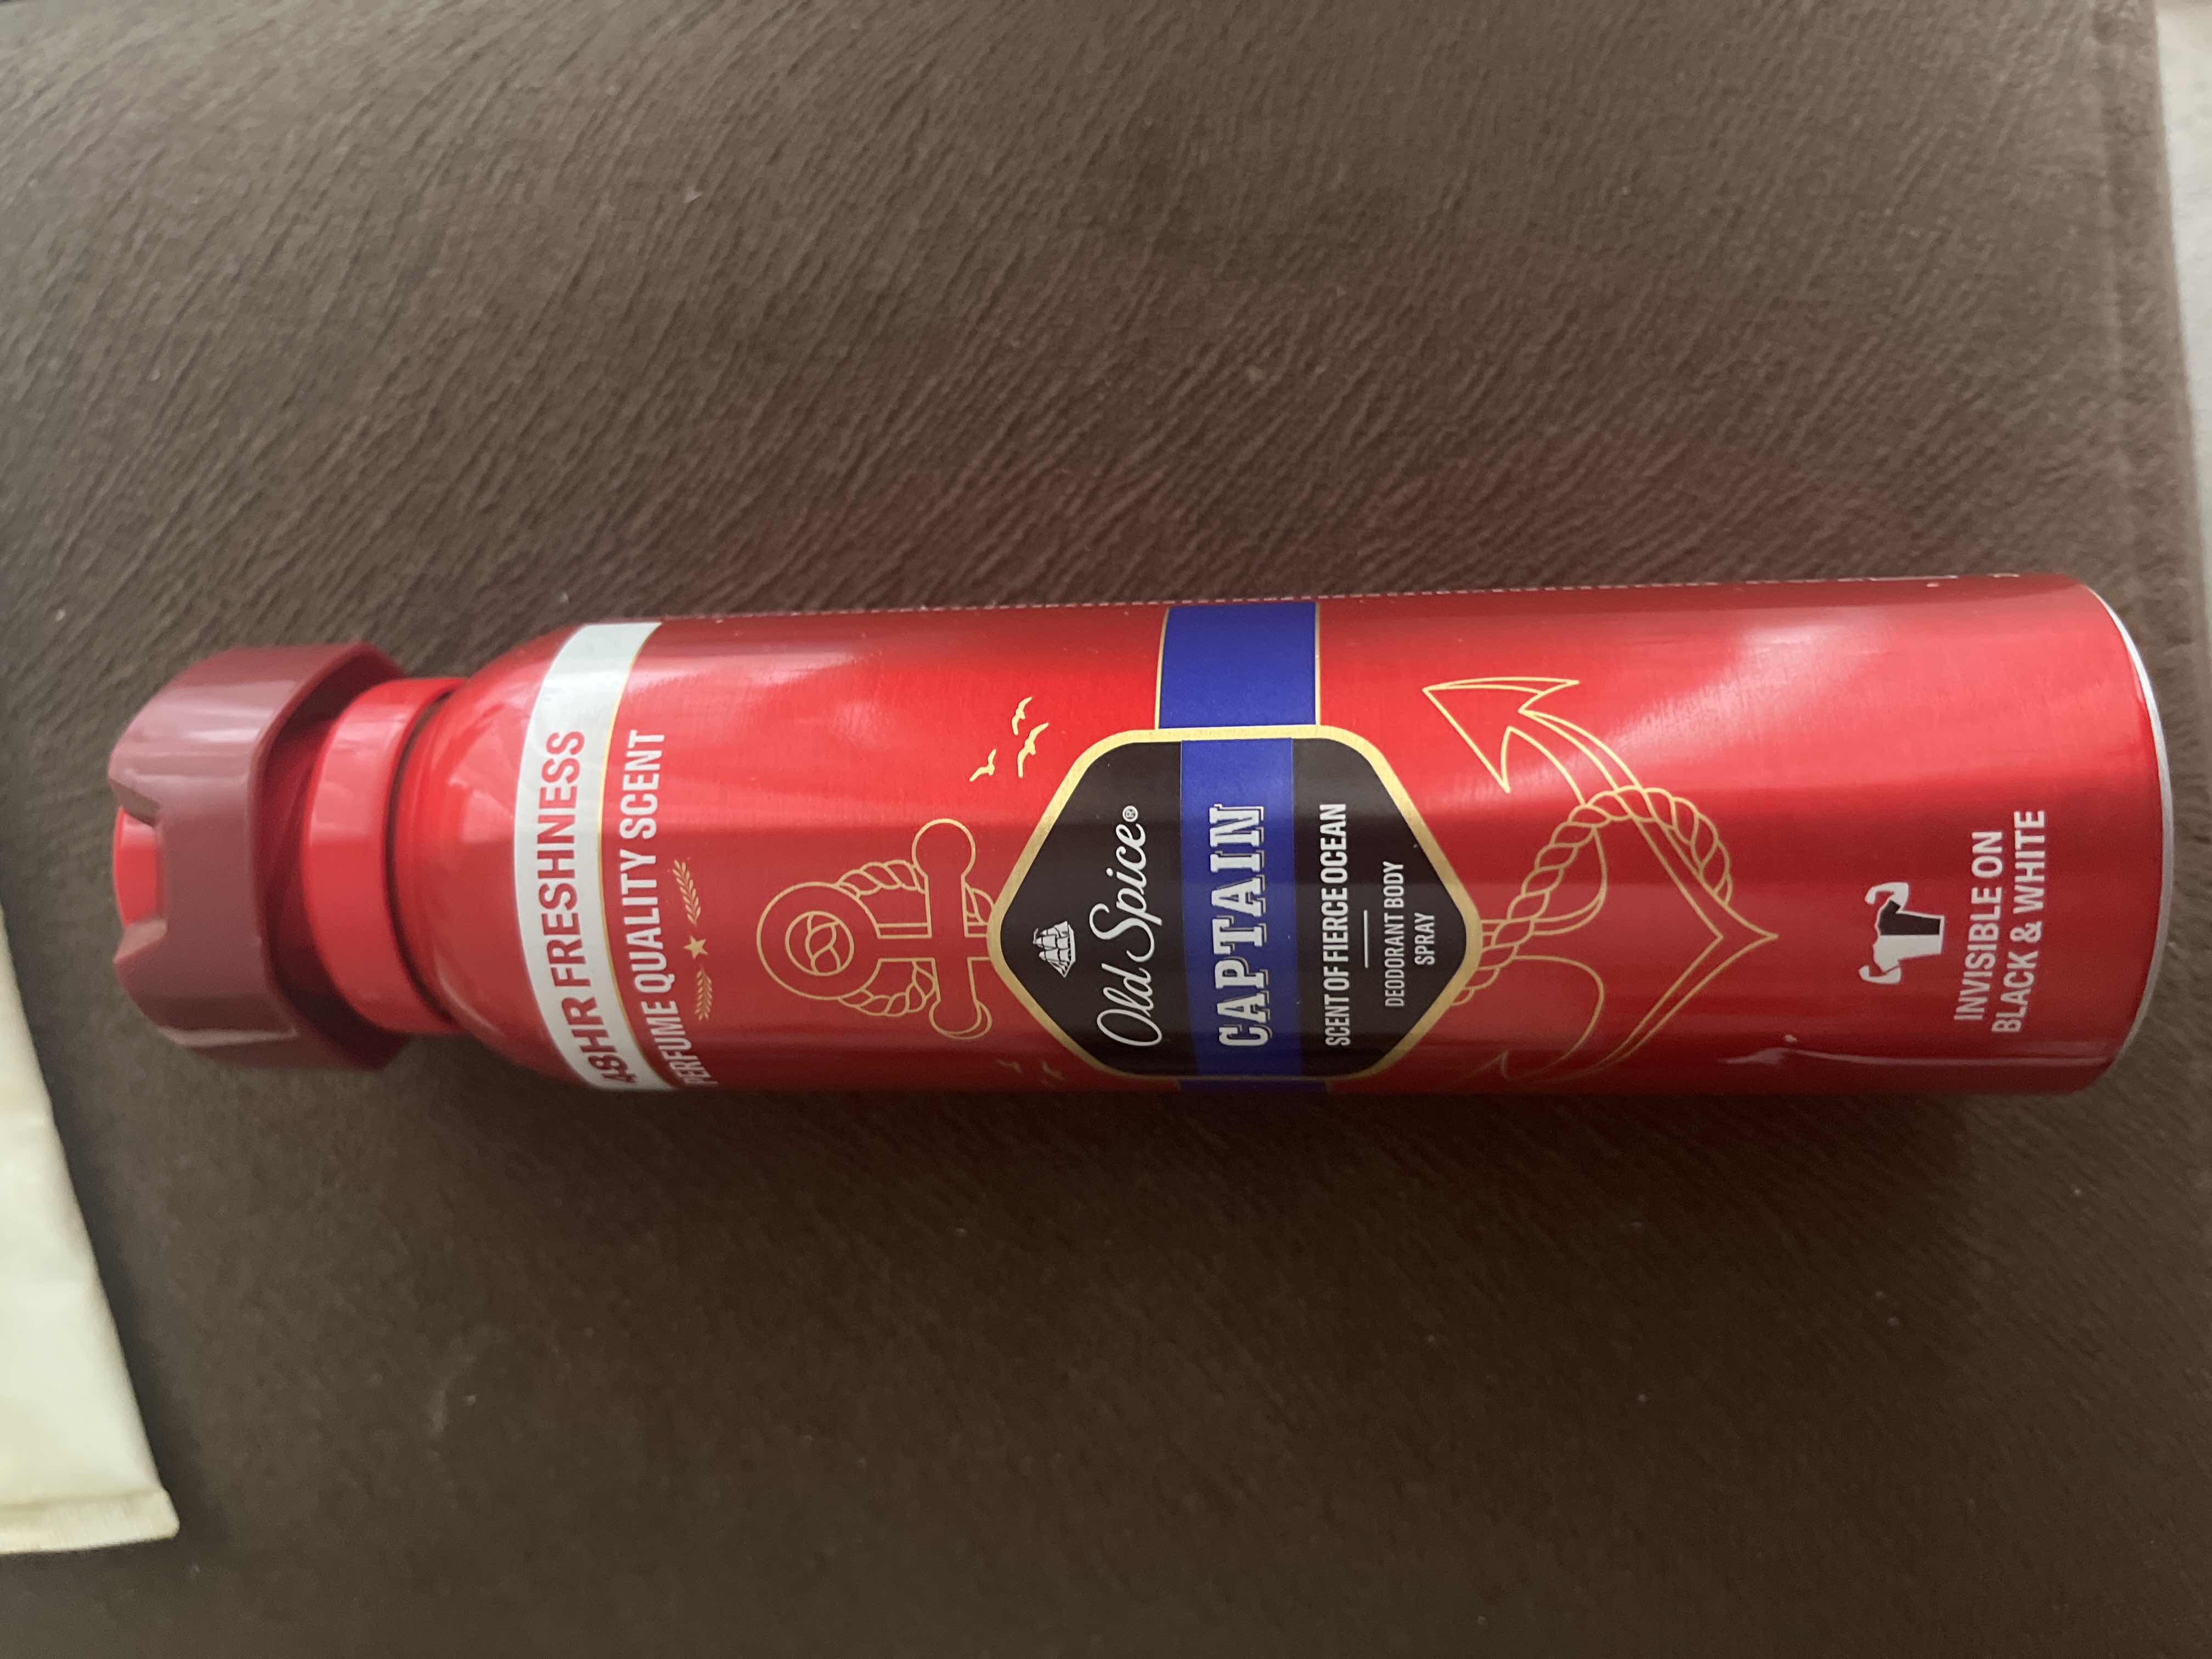 48HR FRESHNESS
PERFUME QUALITY SCENT
Old Spice®
CAPTAIN
SCENT OF FIERCE OCEAN
DEODORANT BODY
SPRAY
INVISIBLE ON
BLACK & WHITE